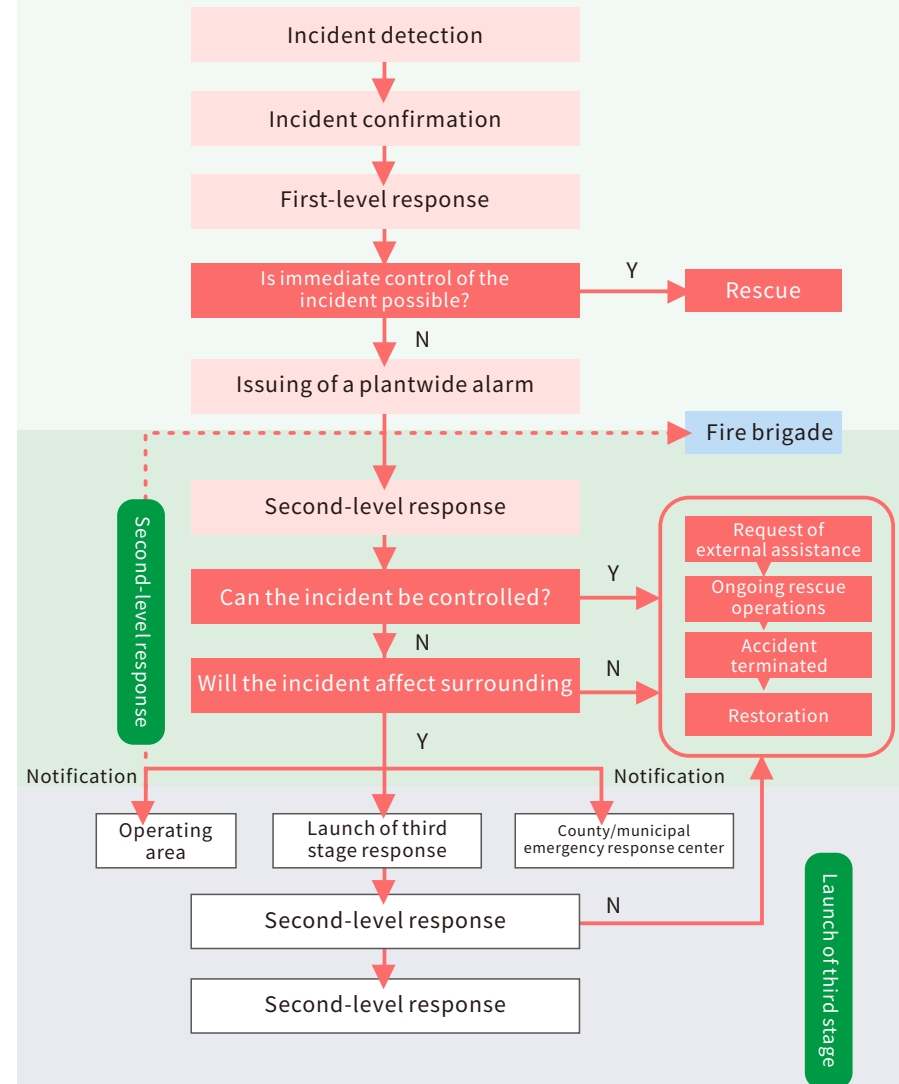 Incident detection
Incident confirmation
First-level response
Is immediate control of the
incident possible?
Y
Rescue
N
Issuing of a plantwide alarm
Fire brigade
Second-level response
Second-level response
Can the incident be controlled?
Y
N
Will the incident affect surrounding
N
Y
Request of
external assistance
Ongoing rescue
operations
Accident
terminated
Restoration
Notification
Notification
Operating
area
Launch of third
stage response
County/municipal
emergency response center
Second-level response
N
Second-level response
Launch of third stage